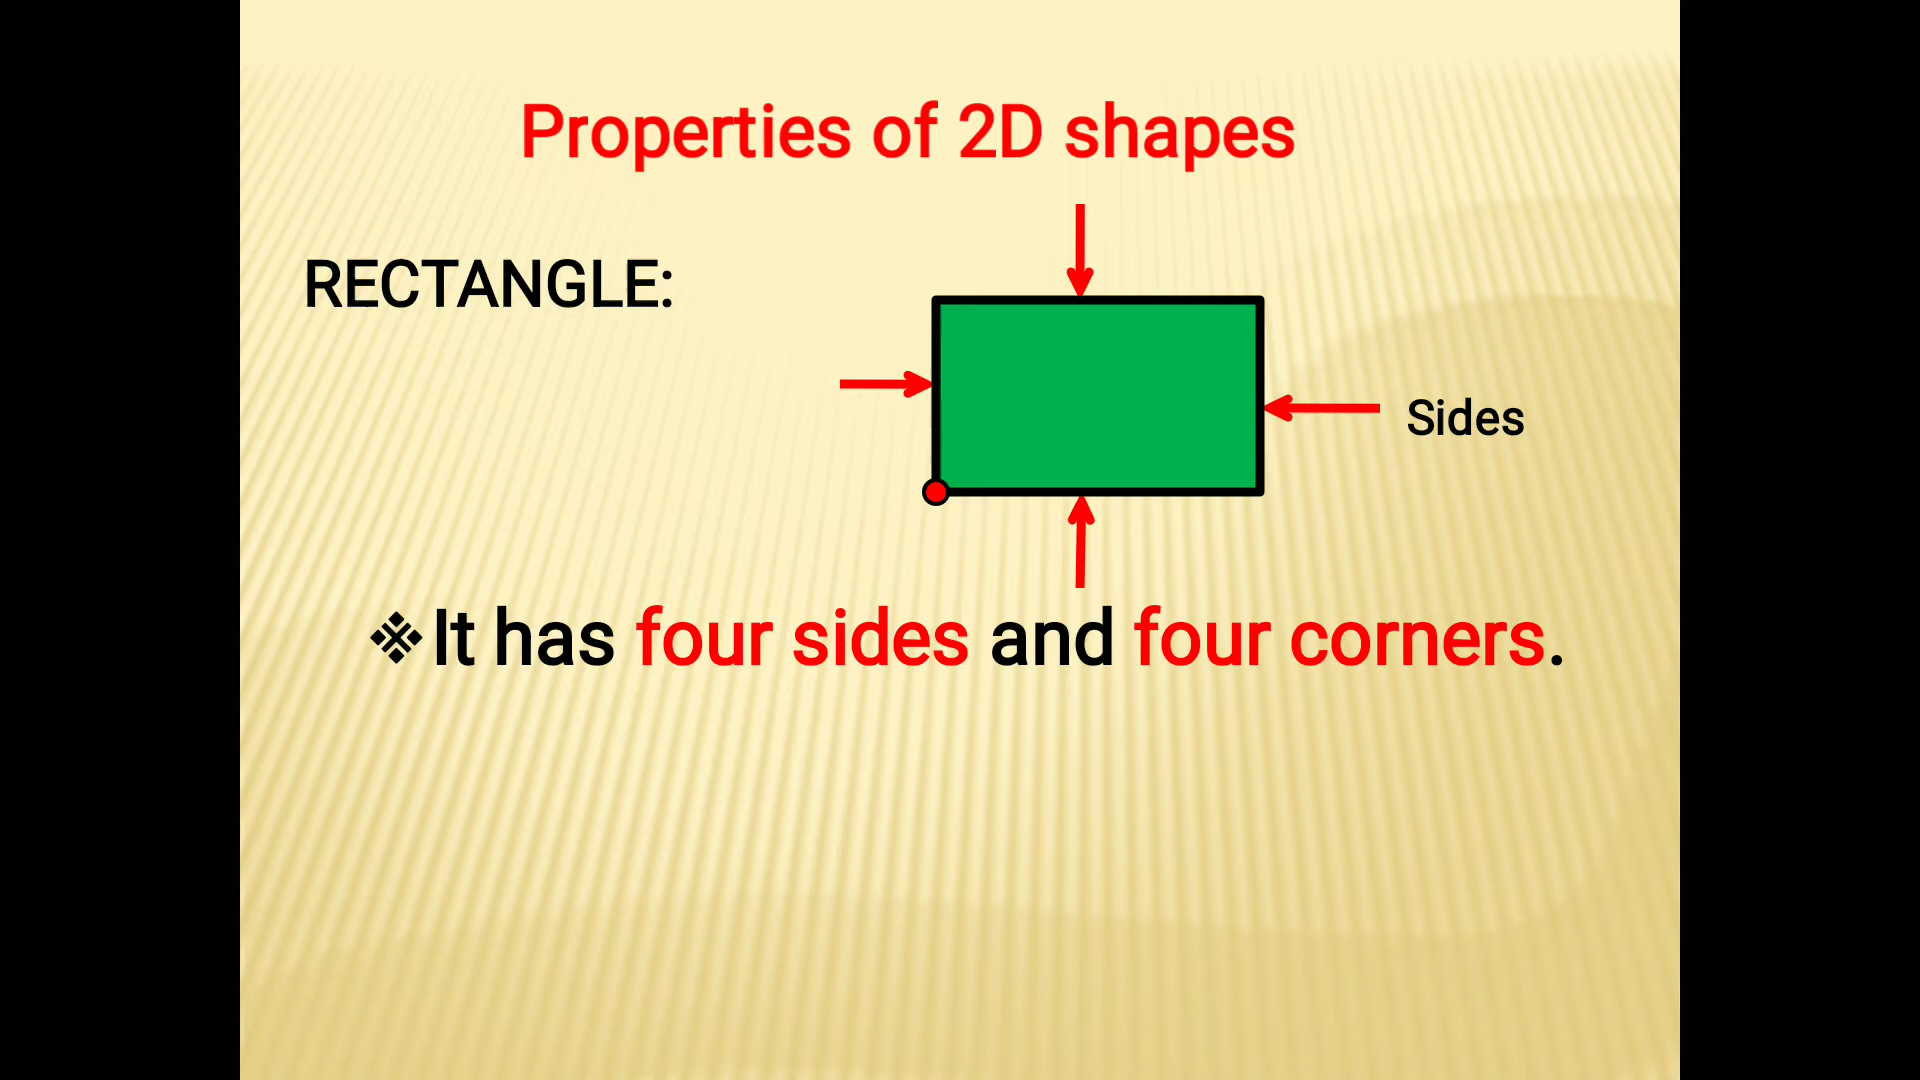 Properties of 2D shapes
RECTANGLE:
Sides
❖It has four sides and four corners.